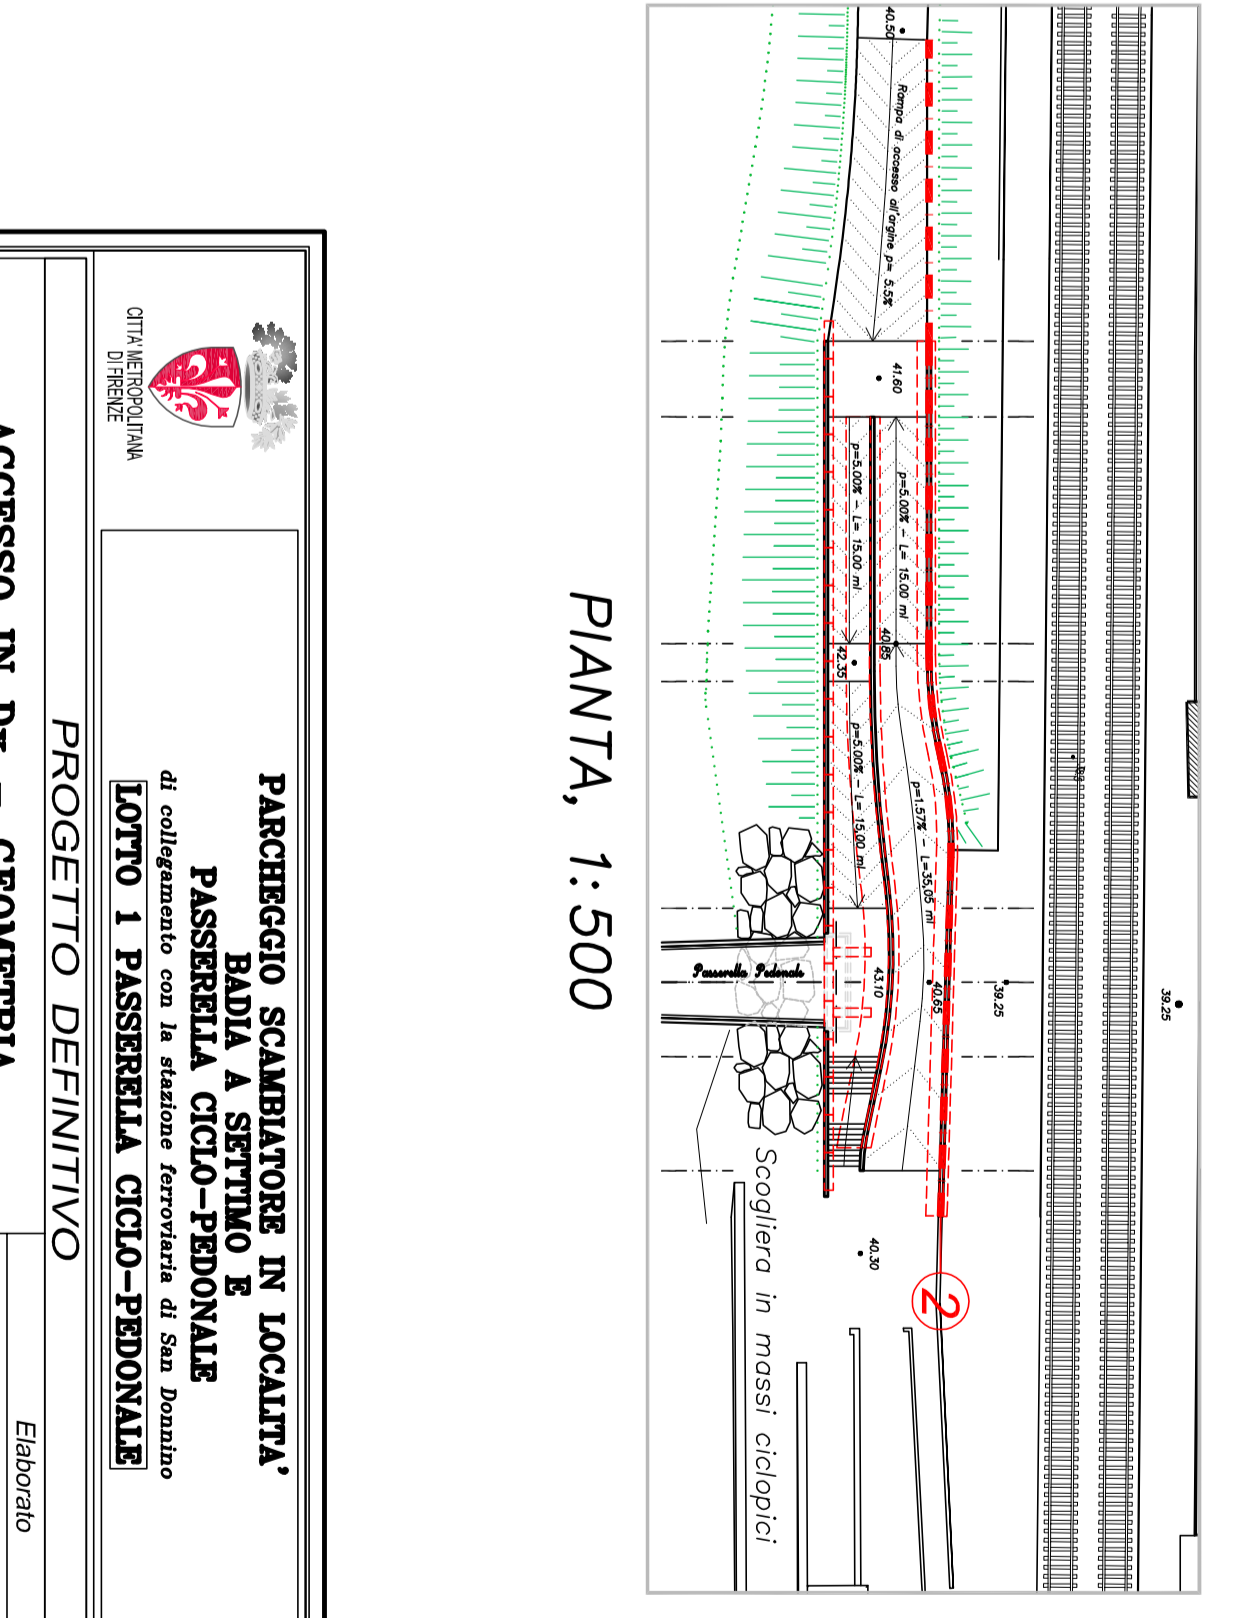 39.25
39.25
40.50
Rampa di accesso all'argine p= 5.5%
41.60
p=5.00% - L= 15.00 ml
p=5.00% - L= 15.00 ml
40.85
42.35
p=1.57% - L=35,05 ml
p=5.00% - L= 15.00 ml
40.65
43.10
Passerella Pedonale
40.30
2
Scogliera in massi ciclopici
PIANTA, 1:500
CITTA' METROPOLITANA
DI FIRENZE
PARCHEGGIO SCAMBIATORE IN LOCALITA'
BADIA A SETTIMO E
PASSERELLA CICLO-PEDONALE
di collegamento con la stazione ferroviaria di San Donnino
LOTTO 1 PASSERELLA CICLO-PEDONALE
PROGETTO DEFINITIVO
Elaborato
ACCESSO IN DX - GEOMETRIA